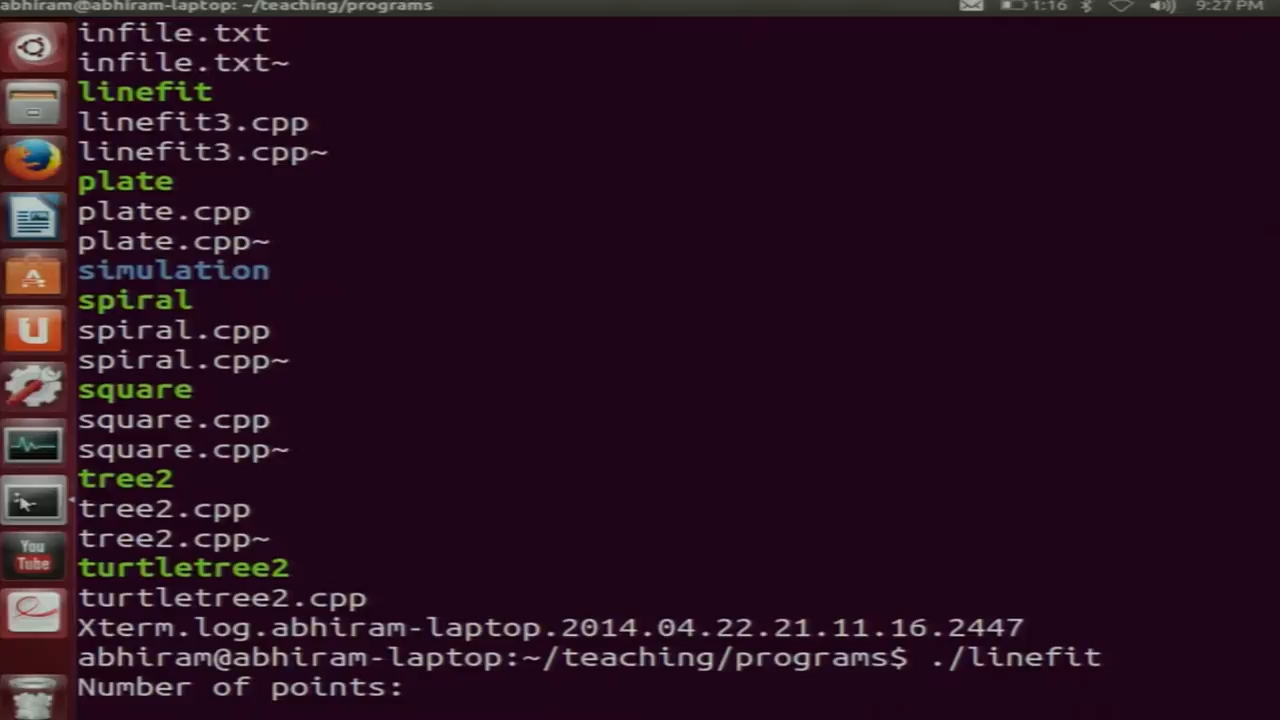 abhiram@abhiram-laptop: ~/teaching/programs 1:16 9:27 PM
infile.txt
infile.txt~
linefit
linefit3.cpp
linefit3.cpp~
plate
plate.cpp
plate.cpp~
simulation
spiral
spiral.cpp
spiral.cpp~
square
square.cpp
square.cpp~
tree2
tree2.cpp
tree2.cpp~
You
Tube
turtletree2
turtletree2.cpp
Xterm.log.abhiram-laptop.2014.04.22.21.11.16.2447
abhiram@abhiram-laptop:~/teaching/programs$ ./linefit
Number of points: